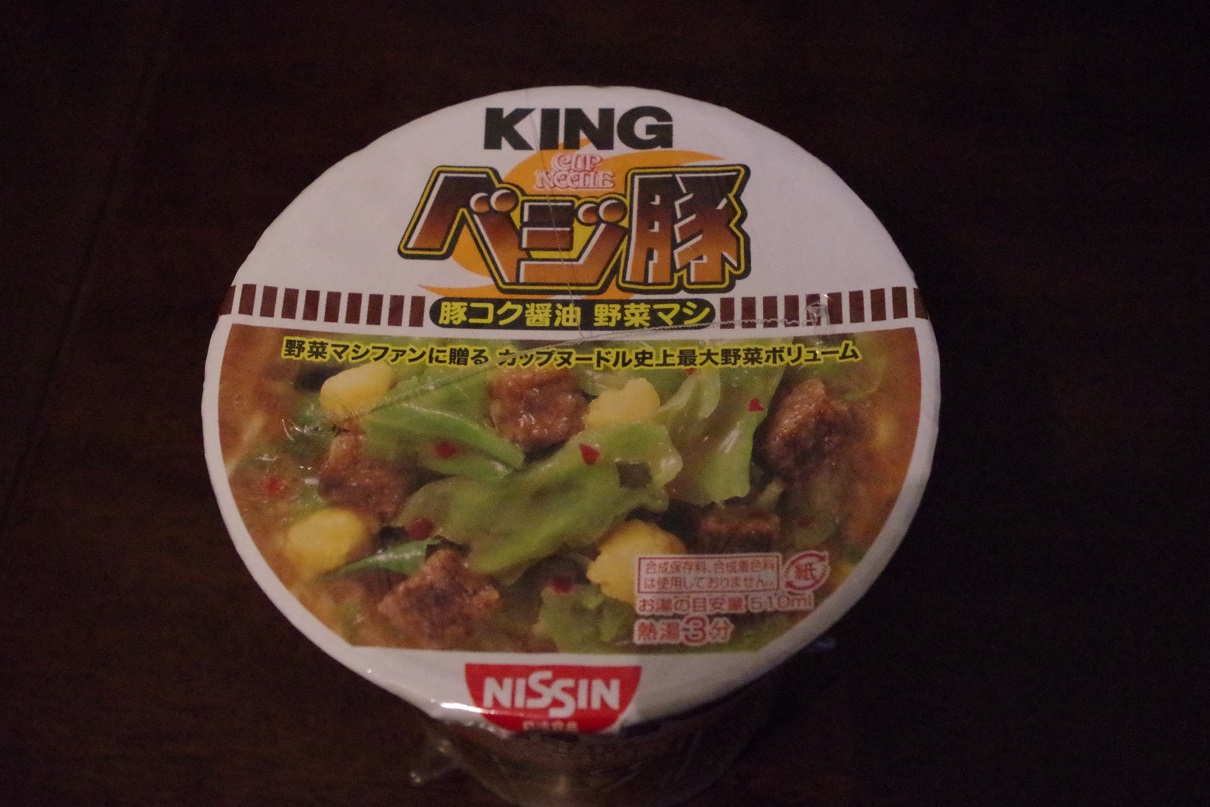 KING
CUP
NOODLE
ベジ豚
豚コク醤油 野菜マシ
野菜マシファンに贈る カップヌードル史上最大野菜ボリューム
合成保存料、合成着色料
は使用しておりません。
紙
お湯の目安量 510ml
熱湯3分
NISSIN